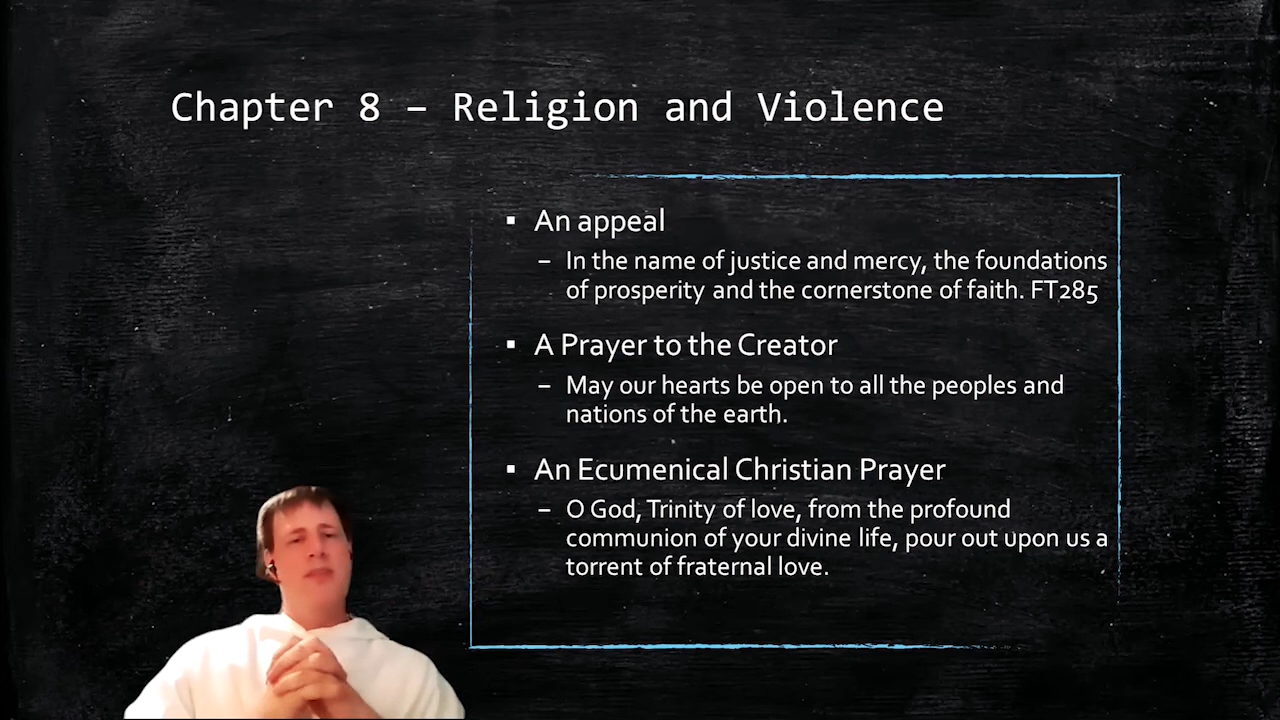 Chapter 8 – Religion and Violence
▪ An appeal
– In the name of justice and mercy, the foundations
of prosperity and the cornerstone of faith. FT285
▪ A Prayer to the Creator
– May our hearts be open to all the peoples and
nations of the earth.
▪ An Ecumenical Christian Prayer
– O God, Trinity of love, from the profound
communion of your divine life, pour out upon us a
torrent of fraternal love.